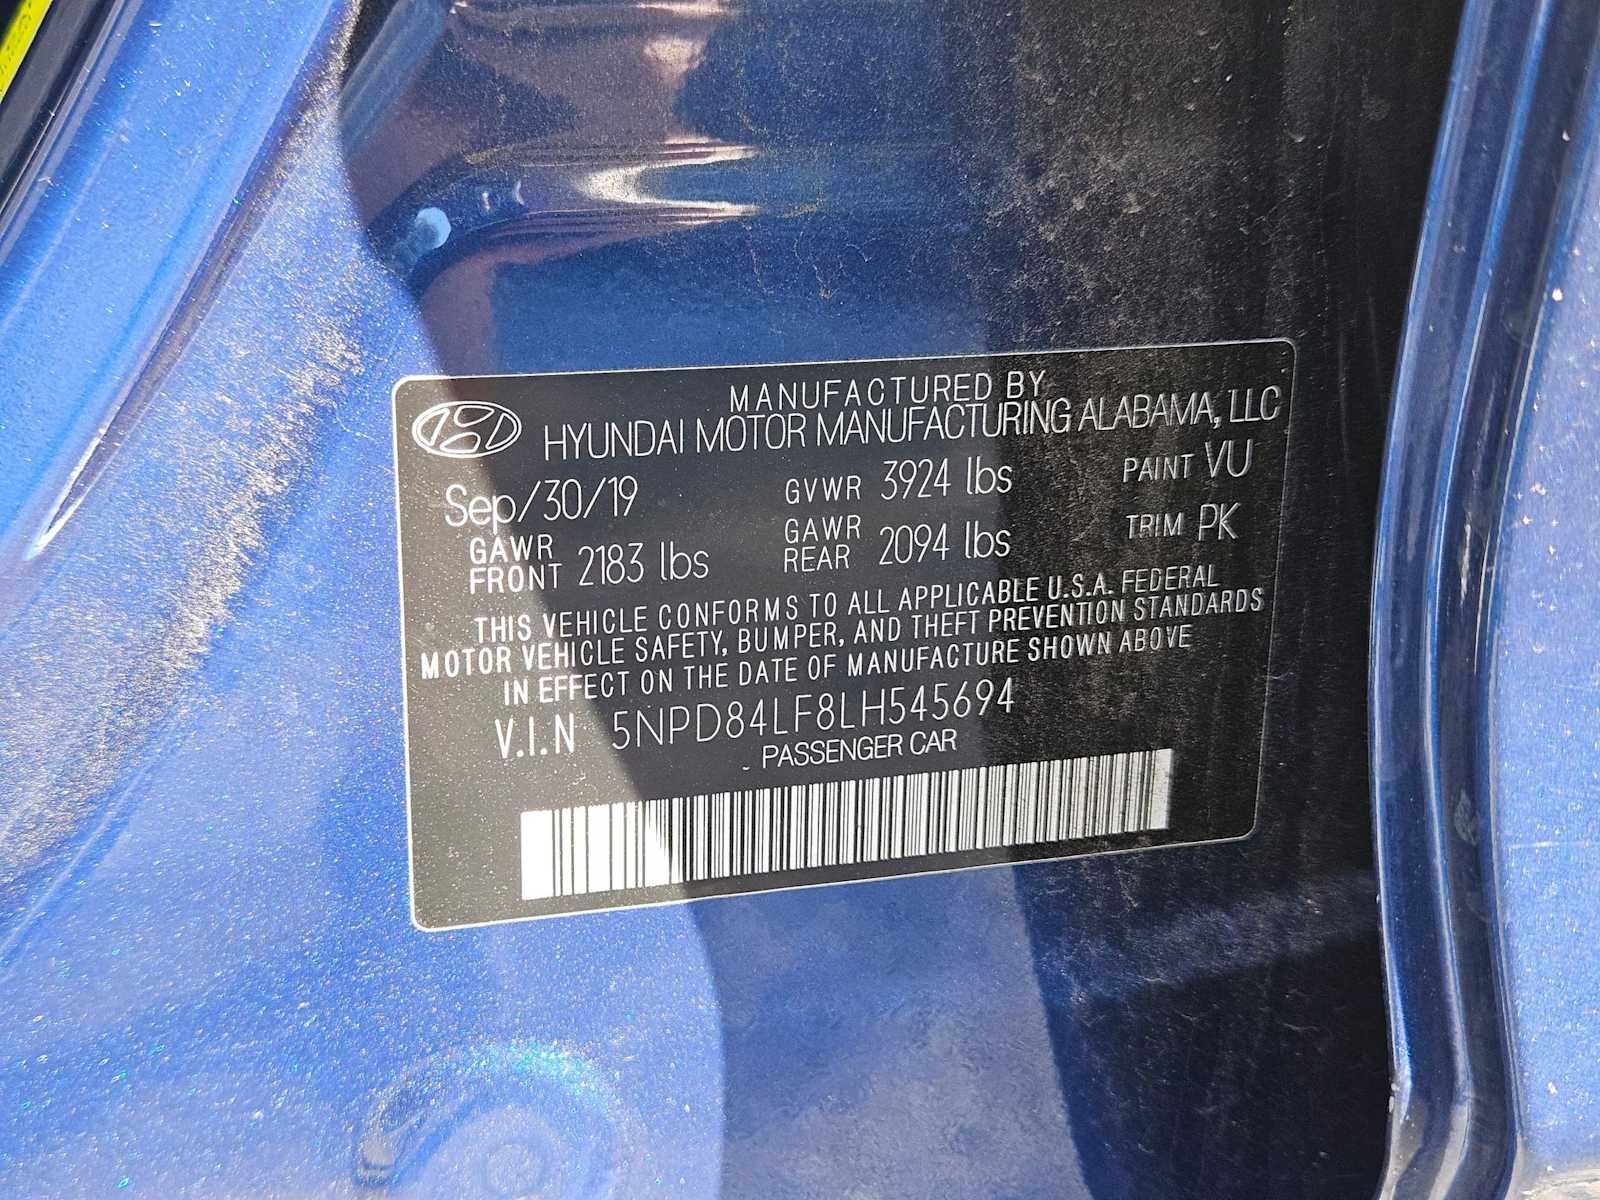 MANUFACTURED BY
HYUNDAI MOTOR MANUFACTURING ALABAMA, LLC
Sep/30/19 GVWR 3924 lbs PAINT VU
GAWR FRONT 2183 lbs GAWR REAR 2094 lbs TRIM PK
THIS VEHICLE CONFORMS TO ALL APPLICABLE U.S.A. FEDERAL
MOTOR VEHICLE SAFETY, BUMPER, AND THEFT PREVENTION STANDARDS
IN EFFECT ON THE DATE OF MANUFACTURE SHOWN ABOVE
V.I.N 5NPD84LF8LH545694
PASSENGER CAR